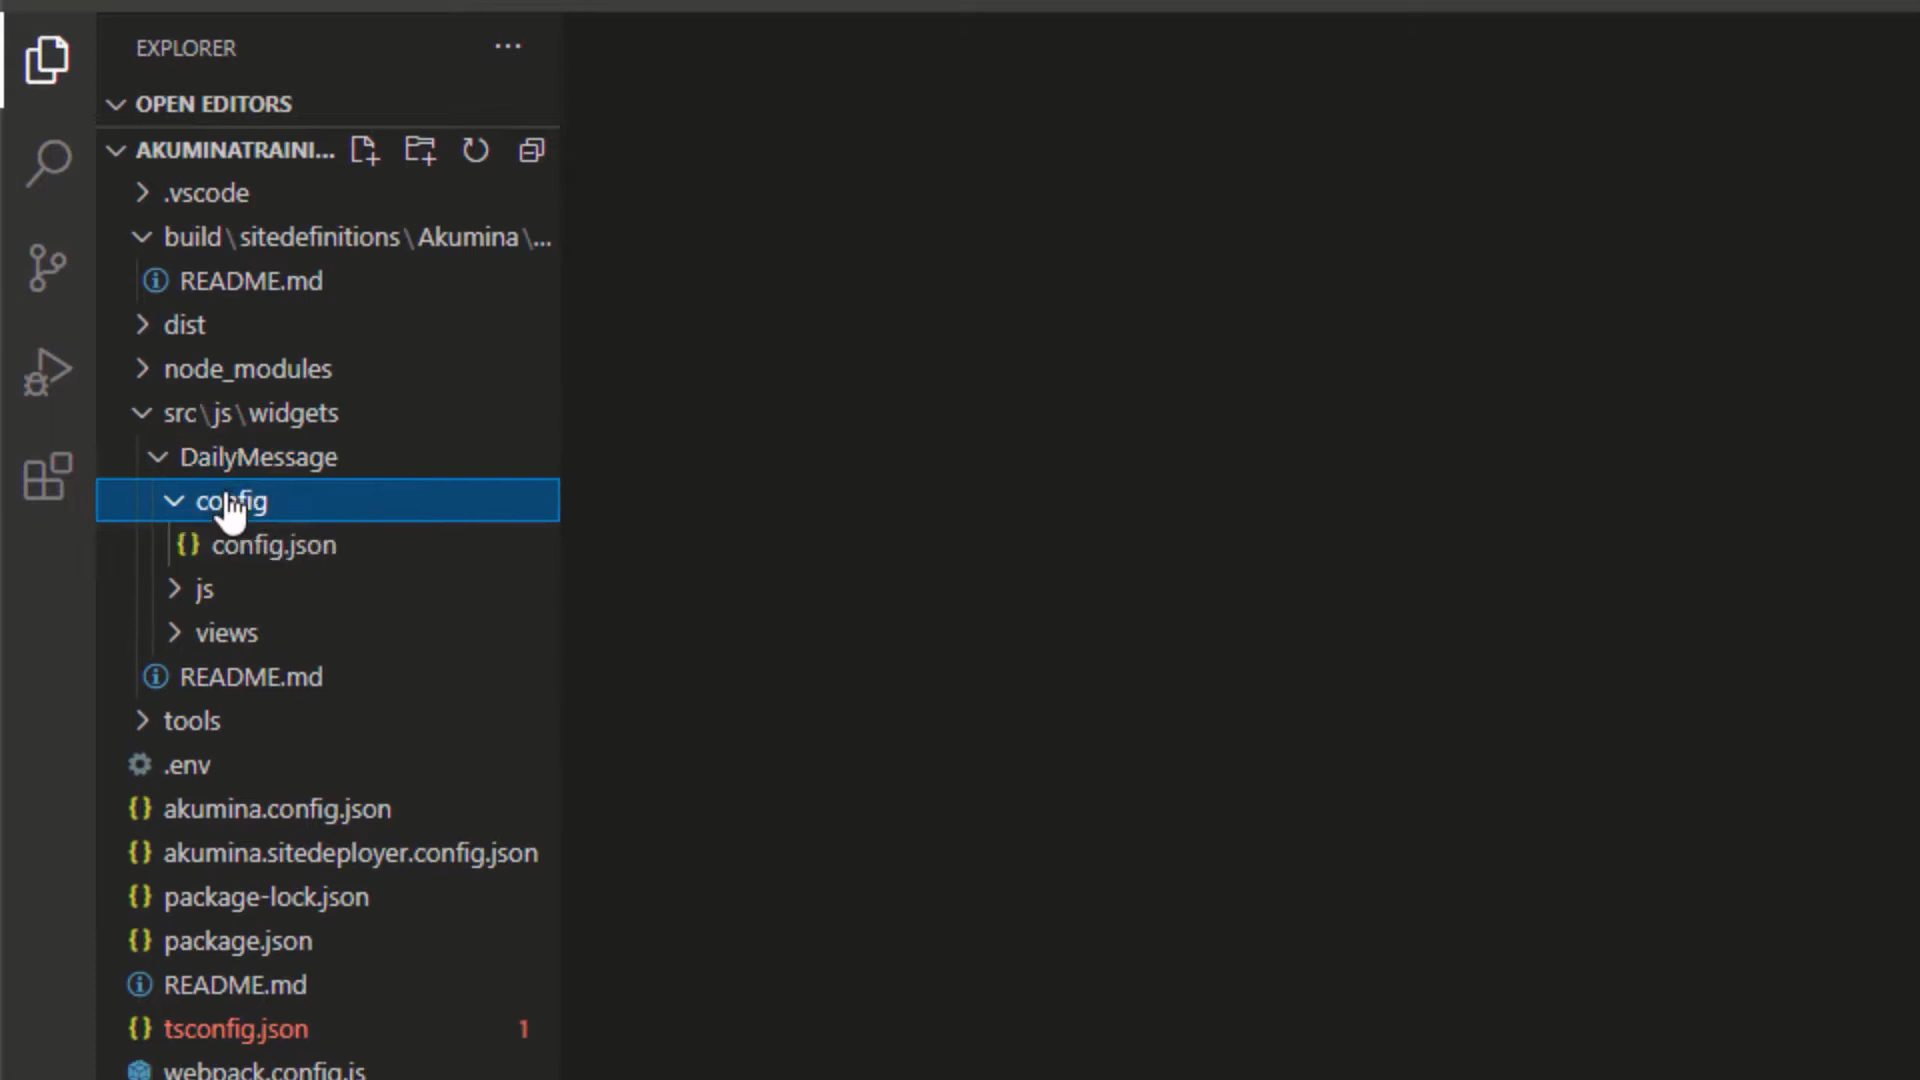 EXPLORER
OPEN EDITORS
AKUMINATRAINI...
.vscode
build\sitedefinitions\Akumina\...
README.md
dist
node_modules
src\js\widgets
DailyMessage
config
{} config.json
js
views
README.md
tools
.env
{} akumina.config.json
{} akumina.sitedeployer.config.json
{} package-lock.json
{} package.json
README.md
{} tsconfig.json 1
webpack.config.js